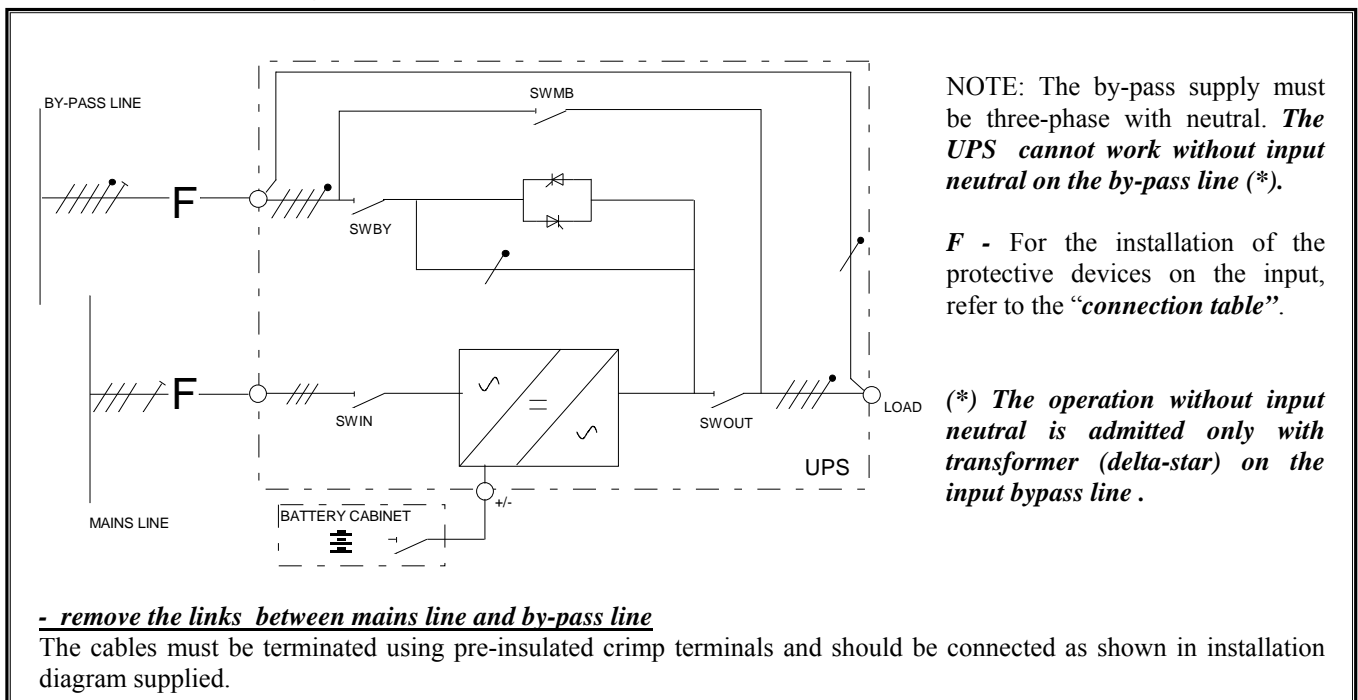 BY-PASS LINE
SWMB
F
SWBY
SWIN
SWOUT
LOAD
UPS
F
MAINS LINE
+/-
BATTERY CABINET
NOTE: The by-pass supply must
be three-phase with neutral. The
UPS cannot work without input
neutral on the by-pass line (*).
F - For the installation of the
protective devices on the input,
refer to the “connection table”.
(*) The operation without input
neutral is admitted only with
transformer (delta-star) on the
input bypass line .
- remove the links between mains line and by-pass line
The cables must be terminated using pre-insulated crimp terminals and should be connected as shown in installation
diagram supplied.